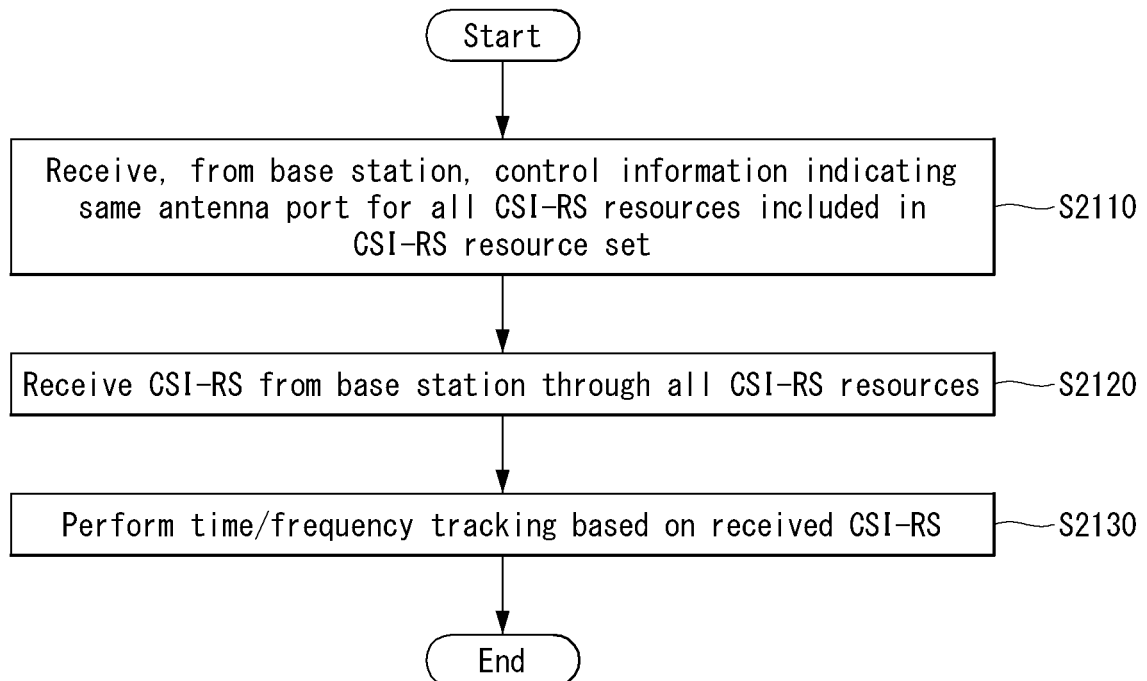 Start
Receive, from base station, control information indicating
same antenna port for all CSI-RS resources included in
CSI-RS resource set
S2110
Receive CSI-RS from base station through all CSI-RS resources
S2120
Perform time/frequency tracking based on received CSI-RS
S2130
End